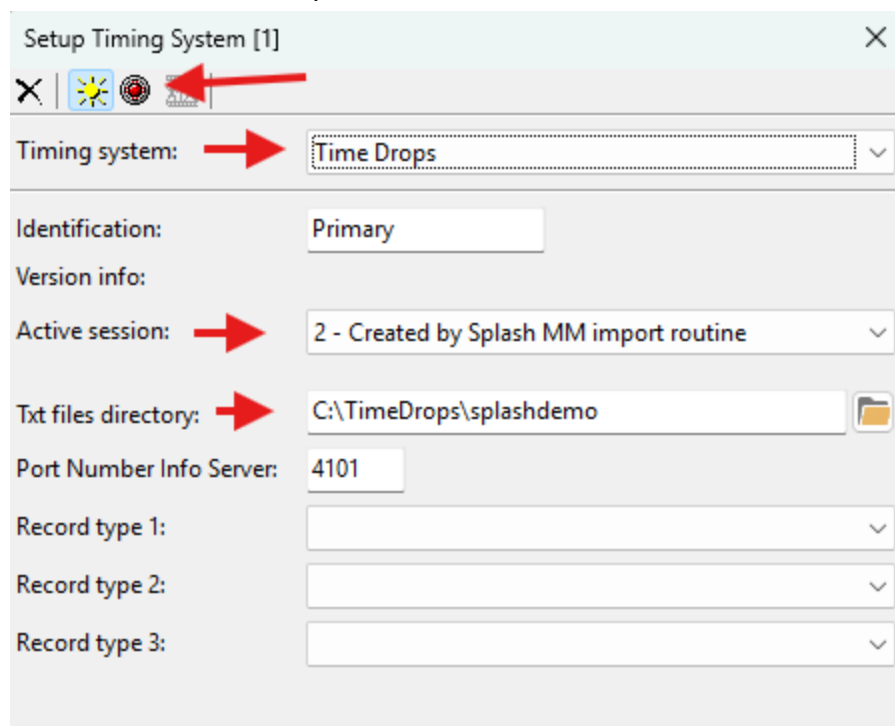 Setup Timing System [1]
Timing system: Time Drops
Identification: Primary
Version info:
Active session: 2 - Created by Splash MM import routine
Txt files directory: C:\TimeDrops\splashdemo
Port Number Info Server: 4101
Record type 1:
Record type 2:
Record type 3: